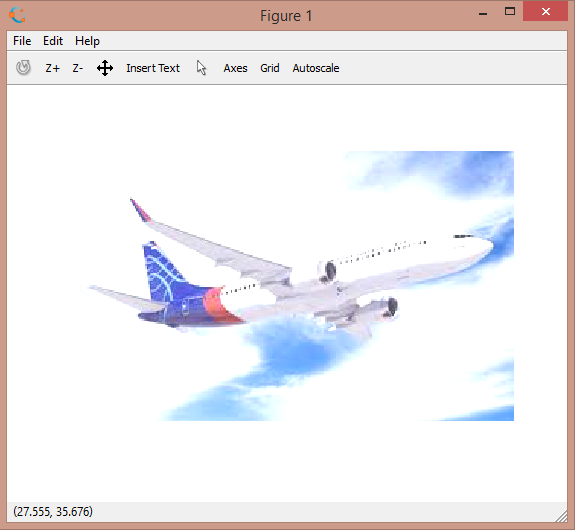 Figure 1
File Edit Help
Z+ Z- Insert Text Axes Grid Autoscale
(27.555, 35.676)